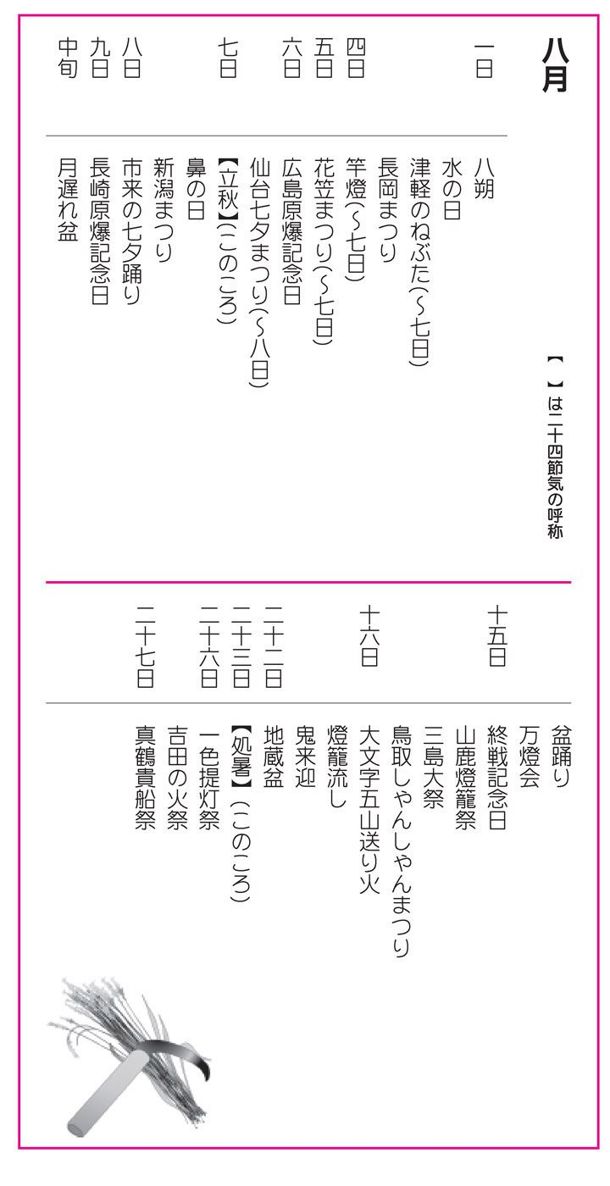 八月
【　】は二十四節気の呼称
一日　八朔
水の日
津軽のねぶた(〜七日)
長岡まつり
四日　竿燈(〜七日)
五日　花笠まつり(〜七日)
六日　広島原爆記念日
仙台七夕まつり(〜八日)
七日　【立秋】(このころ)
鼻の日
新潟まつり
八日　市来の七夕踊り
九日　長崎原爆記念日
中旬　月遅れ盆
盆踊り
万燈会
十五日　終戦記念日
山鹿燈籠祭
三島大祭
鳥取しゃんしゃんまつり
十六日　大文字五山送り火
燈籠流し
鬼来迎
二十二日　地蔵盆
二十三日　【処暑】(このころ)
二十六日　一色提灯祭
吉田の火祭
二十七日　真鶴貴船祭